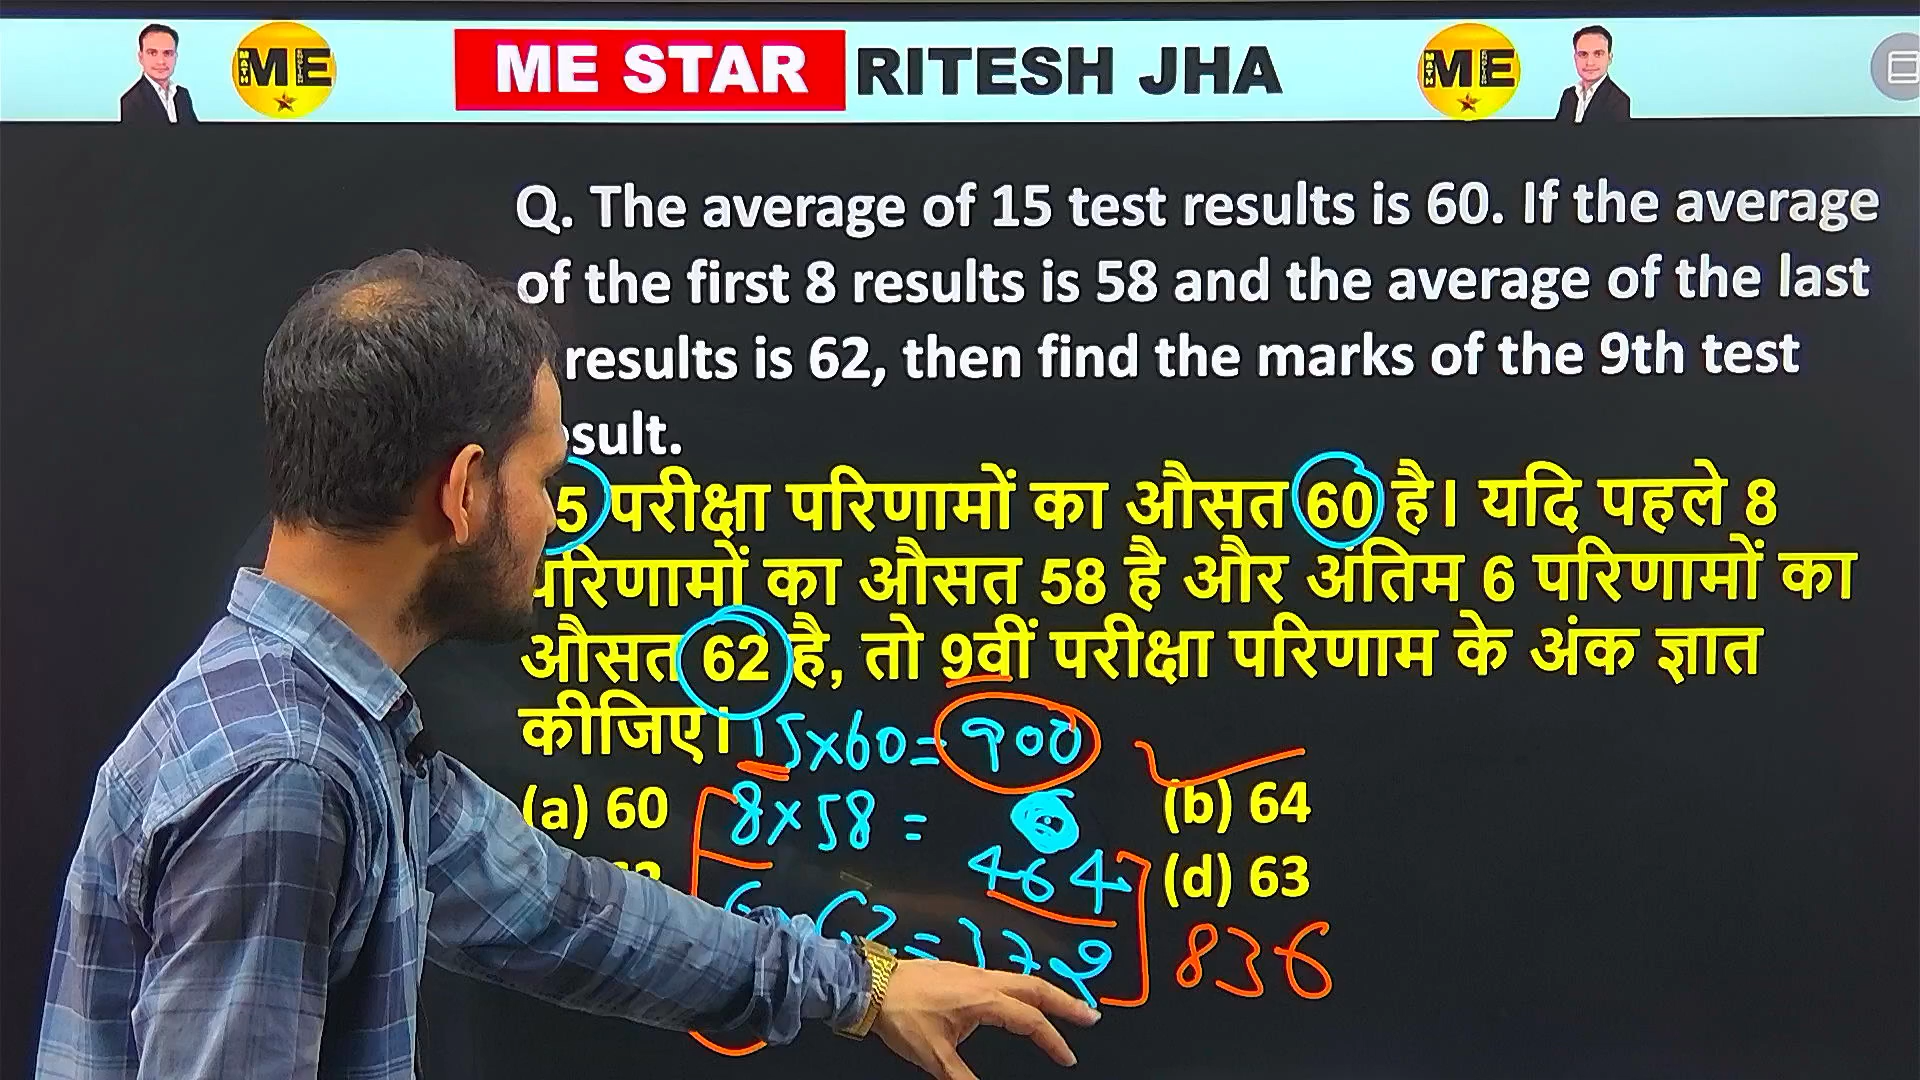 ME STAR RITESH JHA
ME
ME
Q. The average of 15 test results is 60. If the average
of the first 8 results is 58 and the average of the last
results is 62, then find the marks of the 9th test
sult.
5 परीक्षा परिणामों का औसत 60 है। यदि पहले 8
परिणामों का औसत 58 है और अंतिम 6 परिणामों का
औसत 62 है, तो 9वीं परीक्षा परिणाम के अंक ज्ञात
कीजिए। 15×60=900
(a) 60 8×58 = (b) 64
464 (d) 63
62=372 836